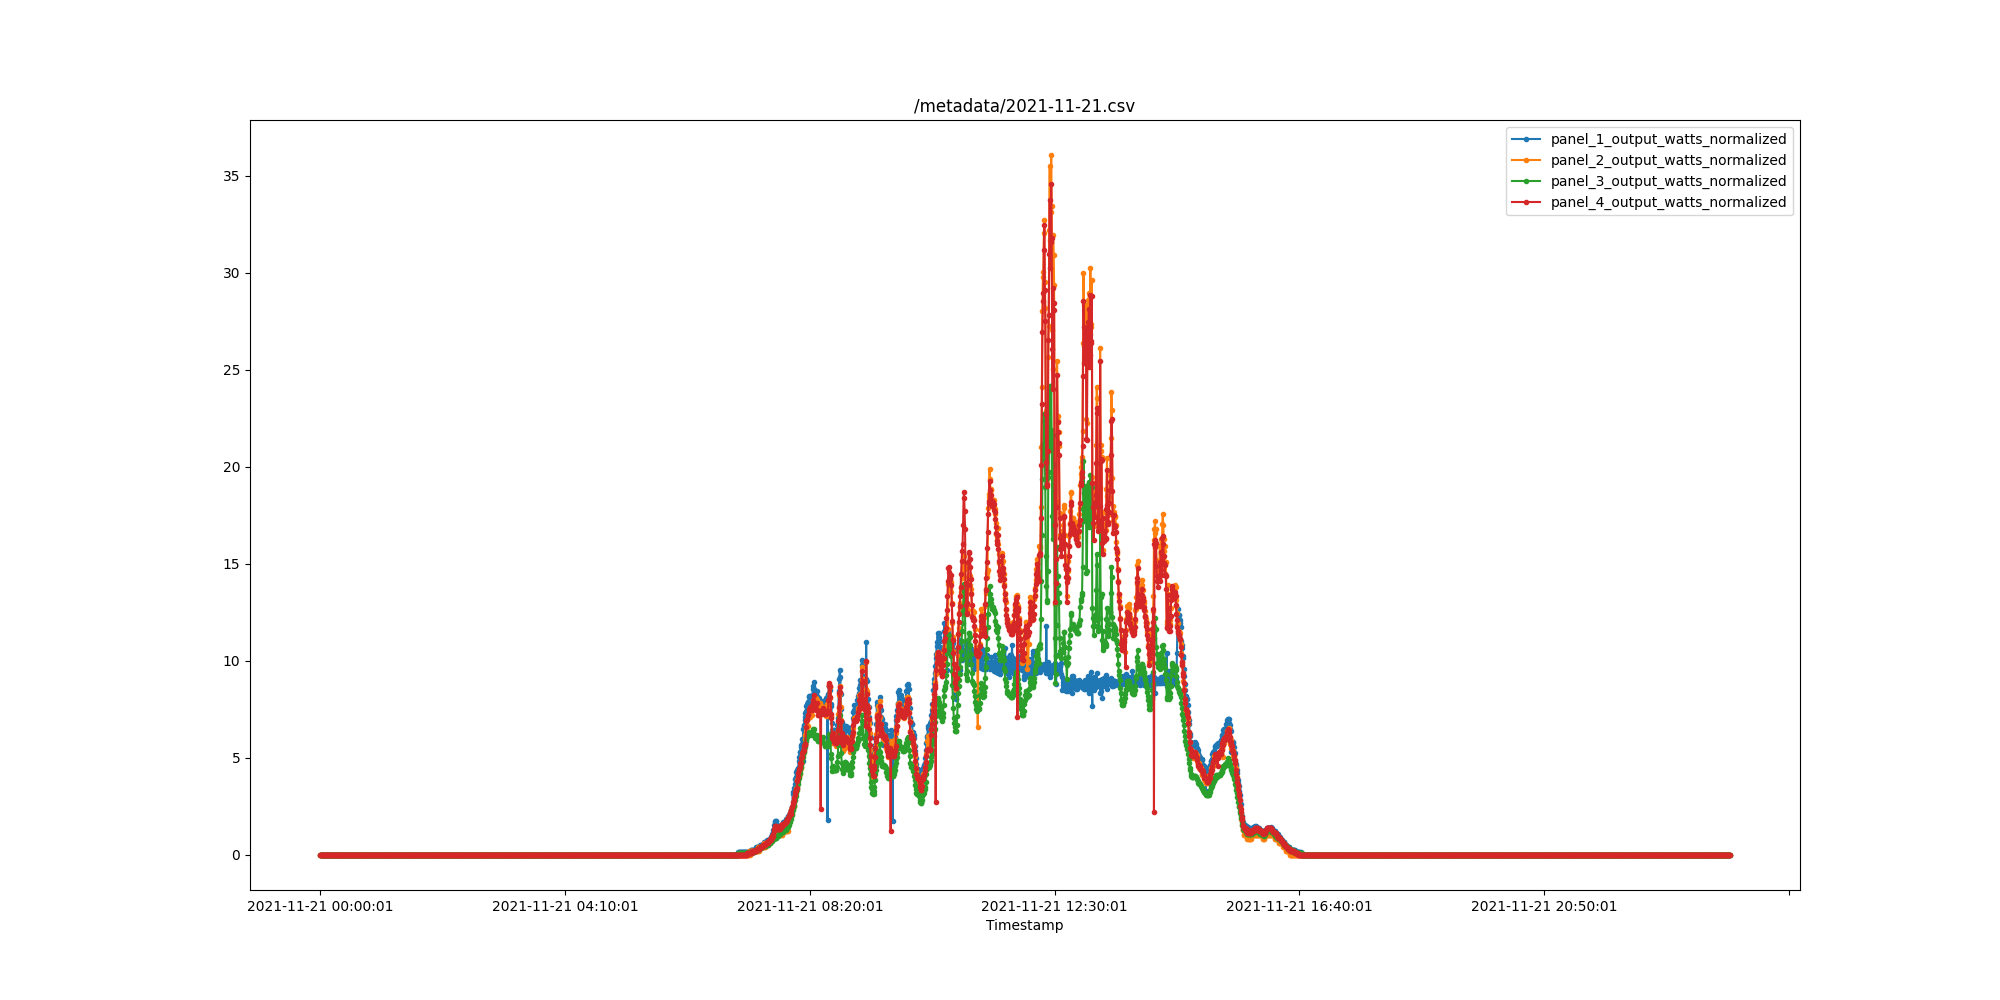 /metadata/2021-11-21.csv
panel_1_output_watts_normalized
panel_2_output_watts_normalized
panel_3_output_watts_normalized
panel_4_output_watts_normalized
35
30
25
20
15
10
5
0
2021-11-21 00:00:01 2021-11-21 04:10:01 2021-11-21 08:20:01 2021-11-21 12:30:01 2021-11-21 16:40:01 2021-11-21 20:50:01
Timestamp